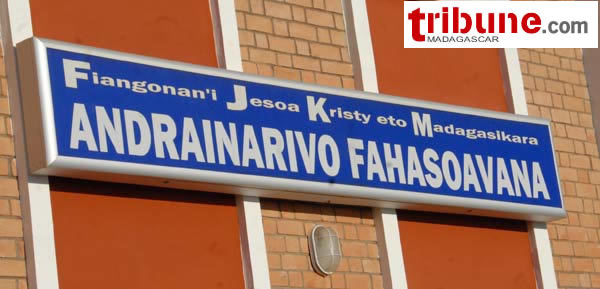 tribune.com
MADAGASCAR
Fiangonan'i Jesoa Kristy eto Madagasikara
ANDRAINARIVO FAHASOAVANA